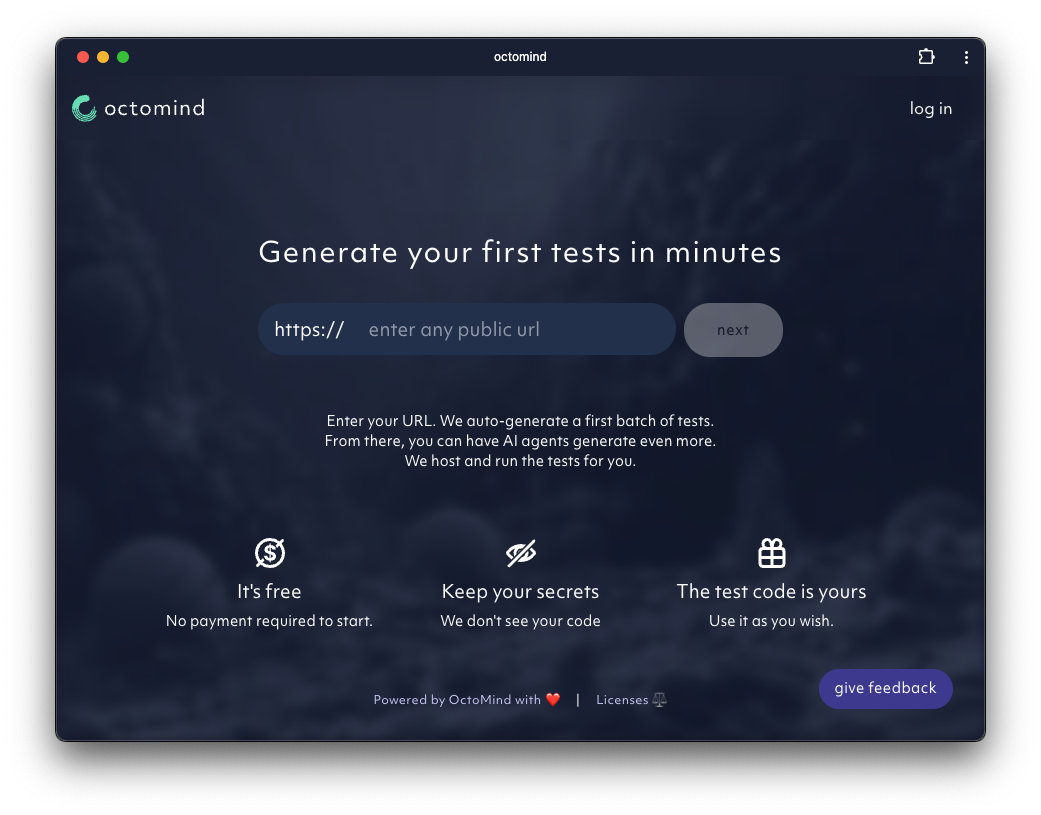 octomind
octomind
log in
Generate your first tests in minutes
https:// enter any public url
next
Enter your URL. We auto-generate a first batch of tests.
From there, you can have AI agents generate even more.
We host and run the tests for you.
It's free
No payment required to start.
Keep your secrets
We don't see your code
The test code is yours
Use it as you wish.
Powered by OctoMind with ❤️ | Licenses ⚖️
give feedback